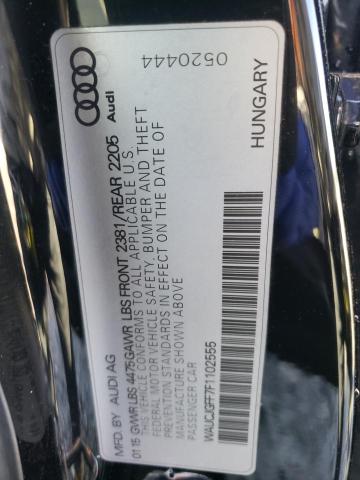 MFD. BY AUDI AG
01 15 GVWR LBS 4475GAWR LBS FRONT 2381/REAR 2205
THIS VEHICLE CONFORMS TO ALL APPLICABLE U.S.
FEDERAL MOTOR VEHICLE SAFETY, BUMPER AND THEFT
PREVENTION STANDARDS IN EFFECT ON THE DATE OF
MANUFACTURE SHOWN ABOVE
PASSENGER CAR
WAUCJGFF7F1102555
Audi
0520444
HUNGARY